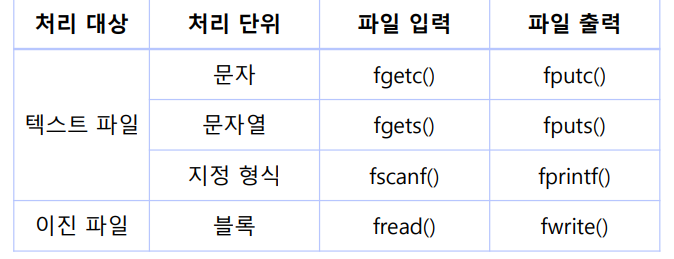 처리 대상 처리 단위 파일 입력 파일 출력
문자 fgetc() fputc()
텍스트 파일 문자열 fgets() fputs()
지정 형식 fscanf() fprintf()
이진 파일 블록 fread() fwrite()